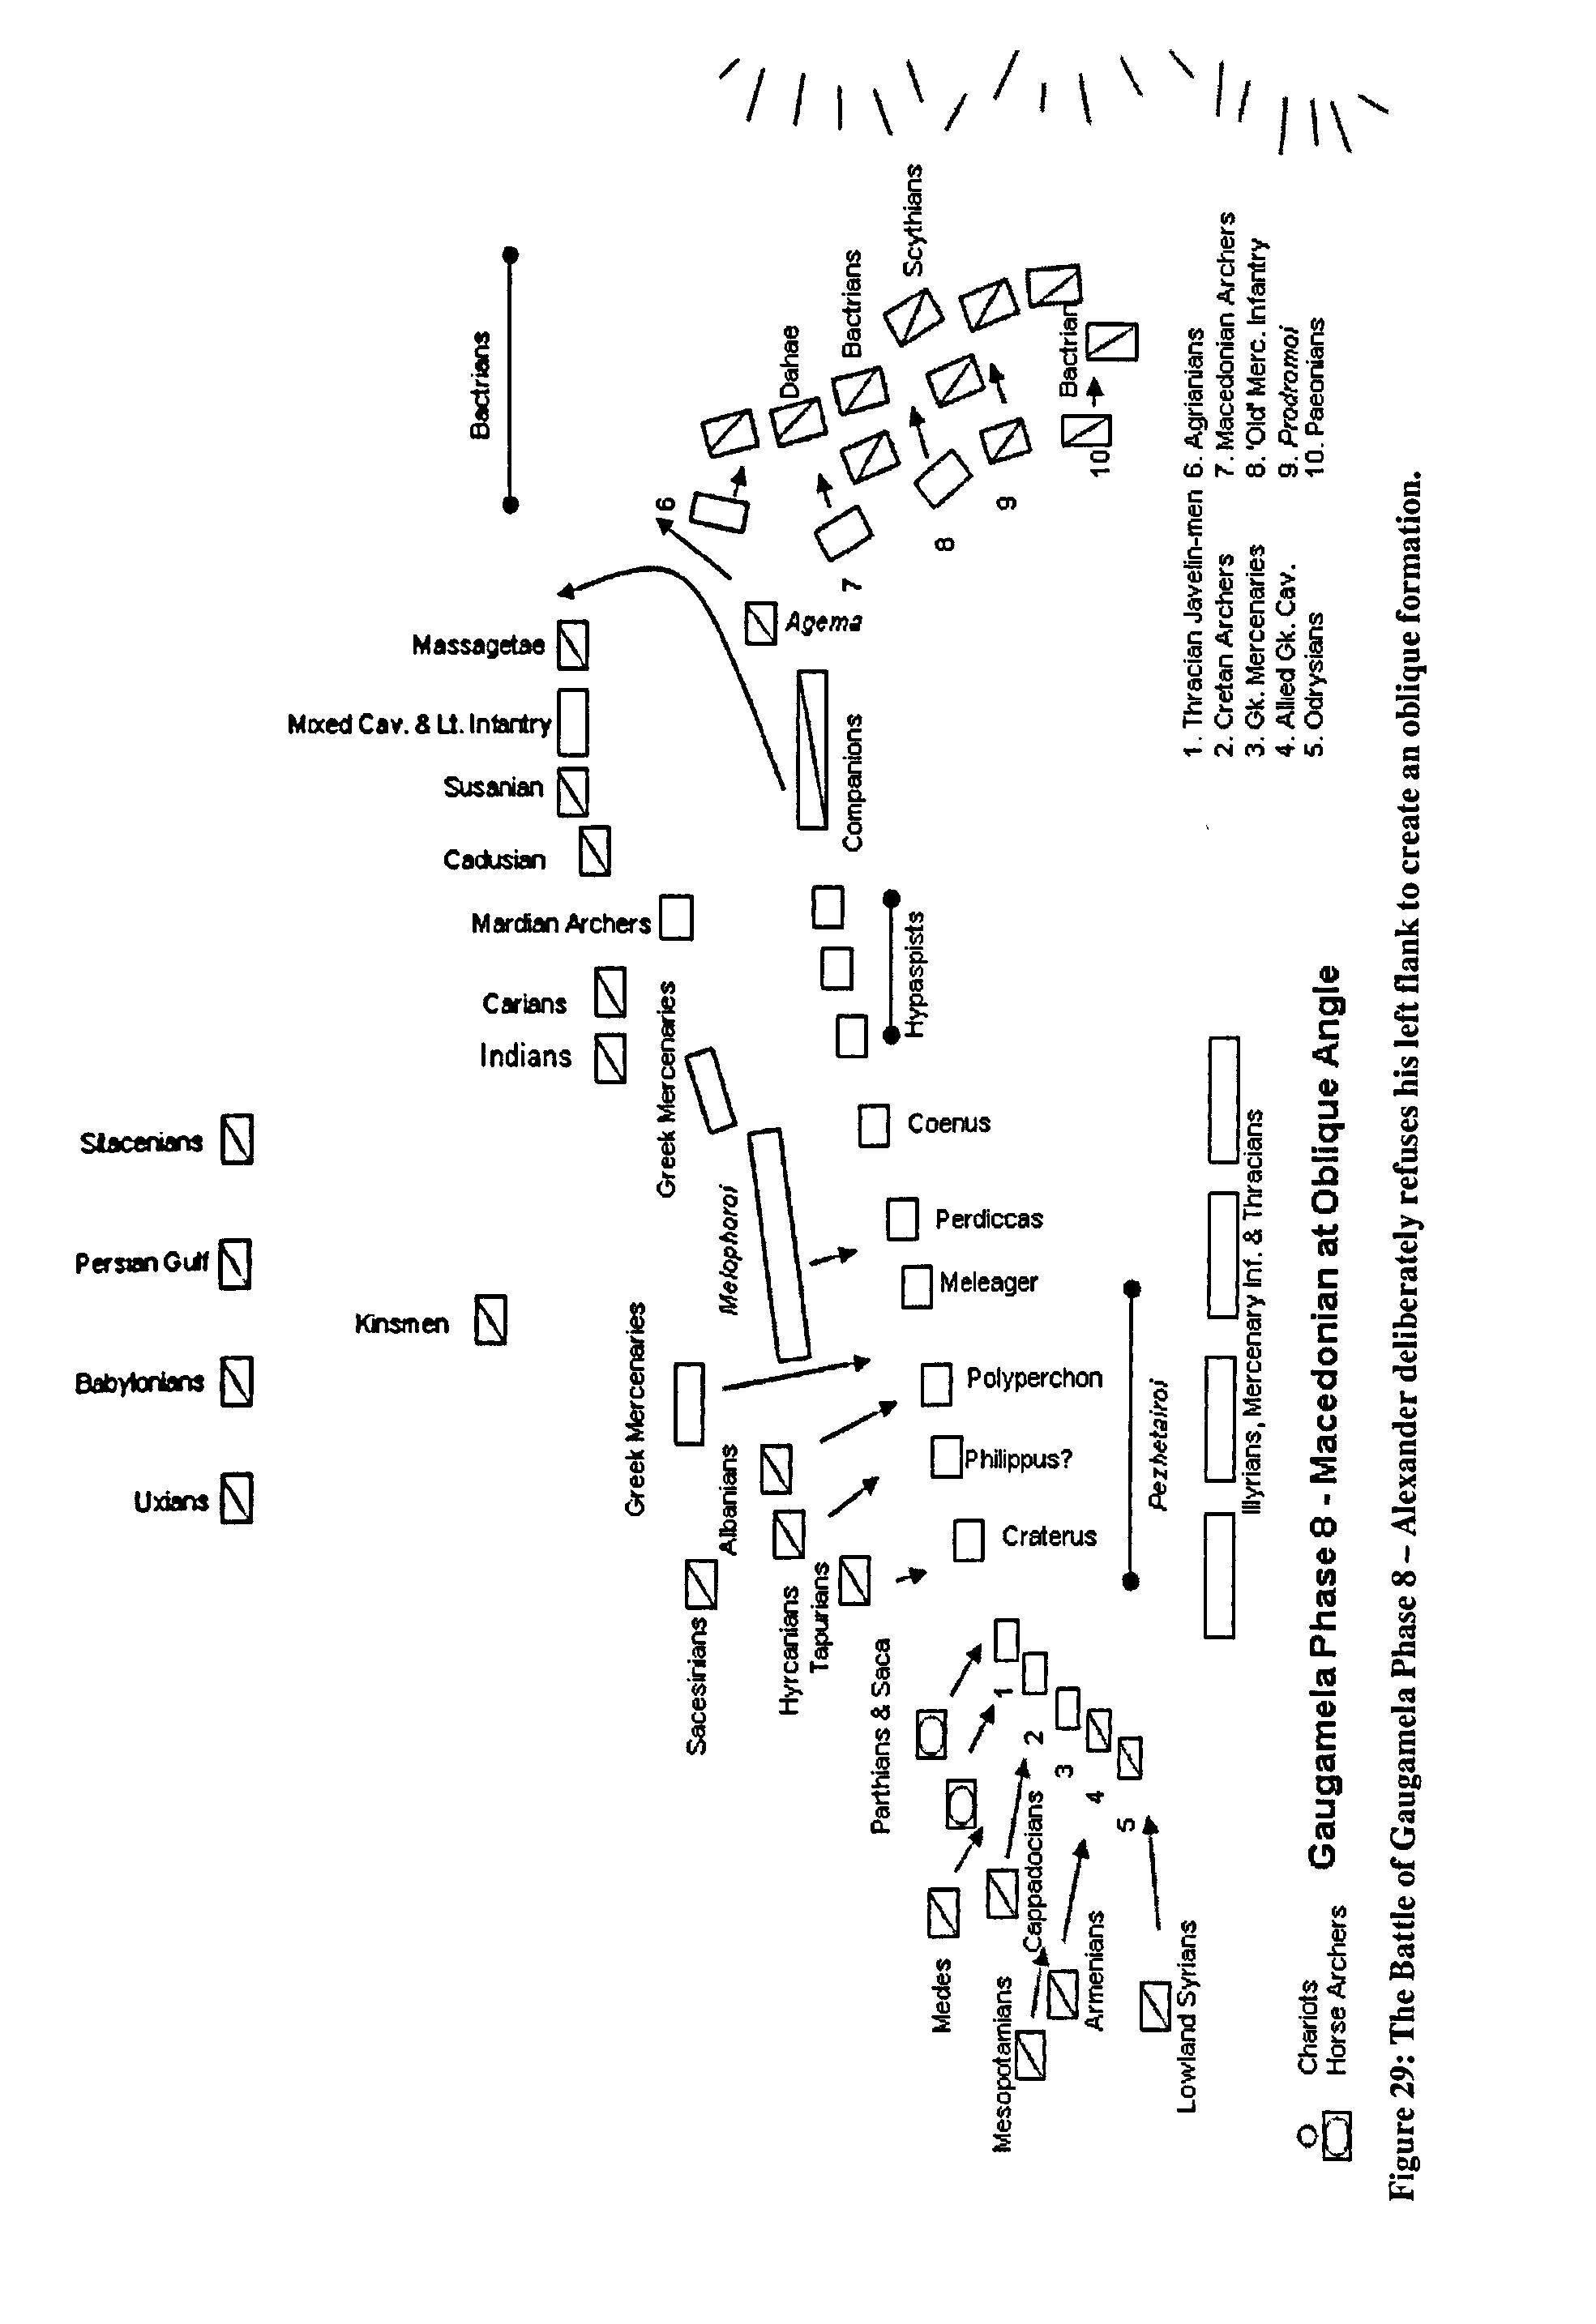 Bactrians
Massagetae
Mixed Cav. & Lt. Infantry
Susanian
Cadusian
Mardian Archers
Carians
Indians
Sitacenians
Persian Gulf
Babylonians
Uxians
Kinsmen
Greek Mercenaries
Melophoroi
Greek Mercenaries
Albanians
Sacesinians
Hyrcanians
Tapurians
Parthians & Saca
Medes
Cappadocians
Mesopotamians
Armenians
Lowland Syrians
Scythians
Bactrians
Dahae
Bactrian
6
7
8
9
10
Agema
Companions
Hypaspists
Coenus
Perdiccas
Meleager
Polyperchon
Philippus?
Craterus
Pezhetairoi
1
2
3
4
5
Illyrians, Mercenary Inf. & Thracians
1. Thracian Javelin-men 6. Agrianians
2. Cretan Archers 7. Macedonian Archers
3. Gk. Mercenaries 8. 'Old' Merc. Infantry
4. Allied Gk. Cav. 9. Prodromoi
5. Odrysians 10. Paeonians
Chariots
Horse Archers
Gaugamela Phase 8 - Macedonian at Oblique Angle
Figure 29: The Battle of Gaugamela Phase 8 – Alexander deliberately refuses his left flank to create an oblique formation.